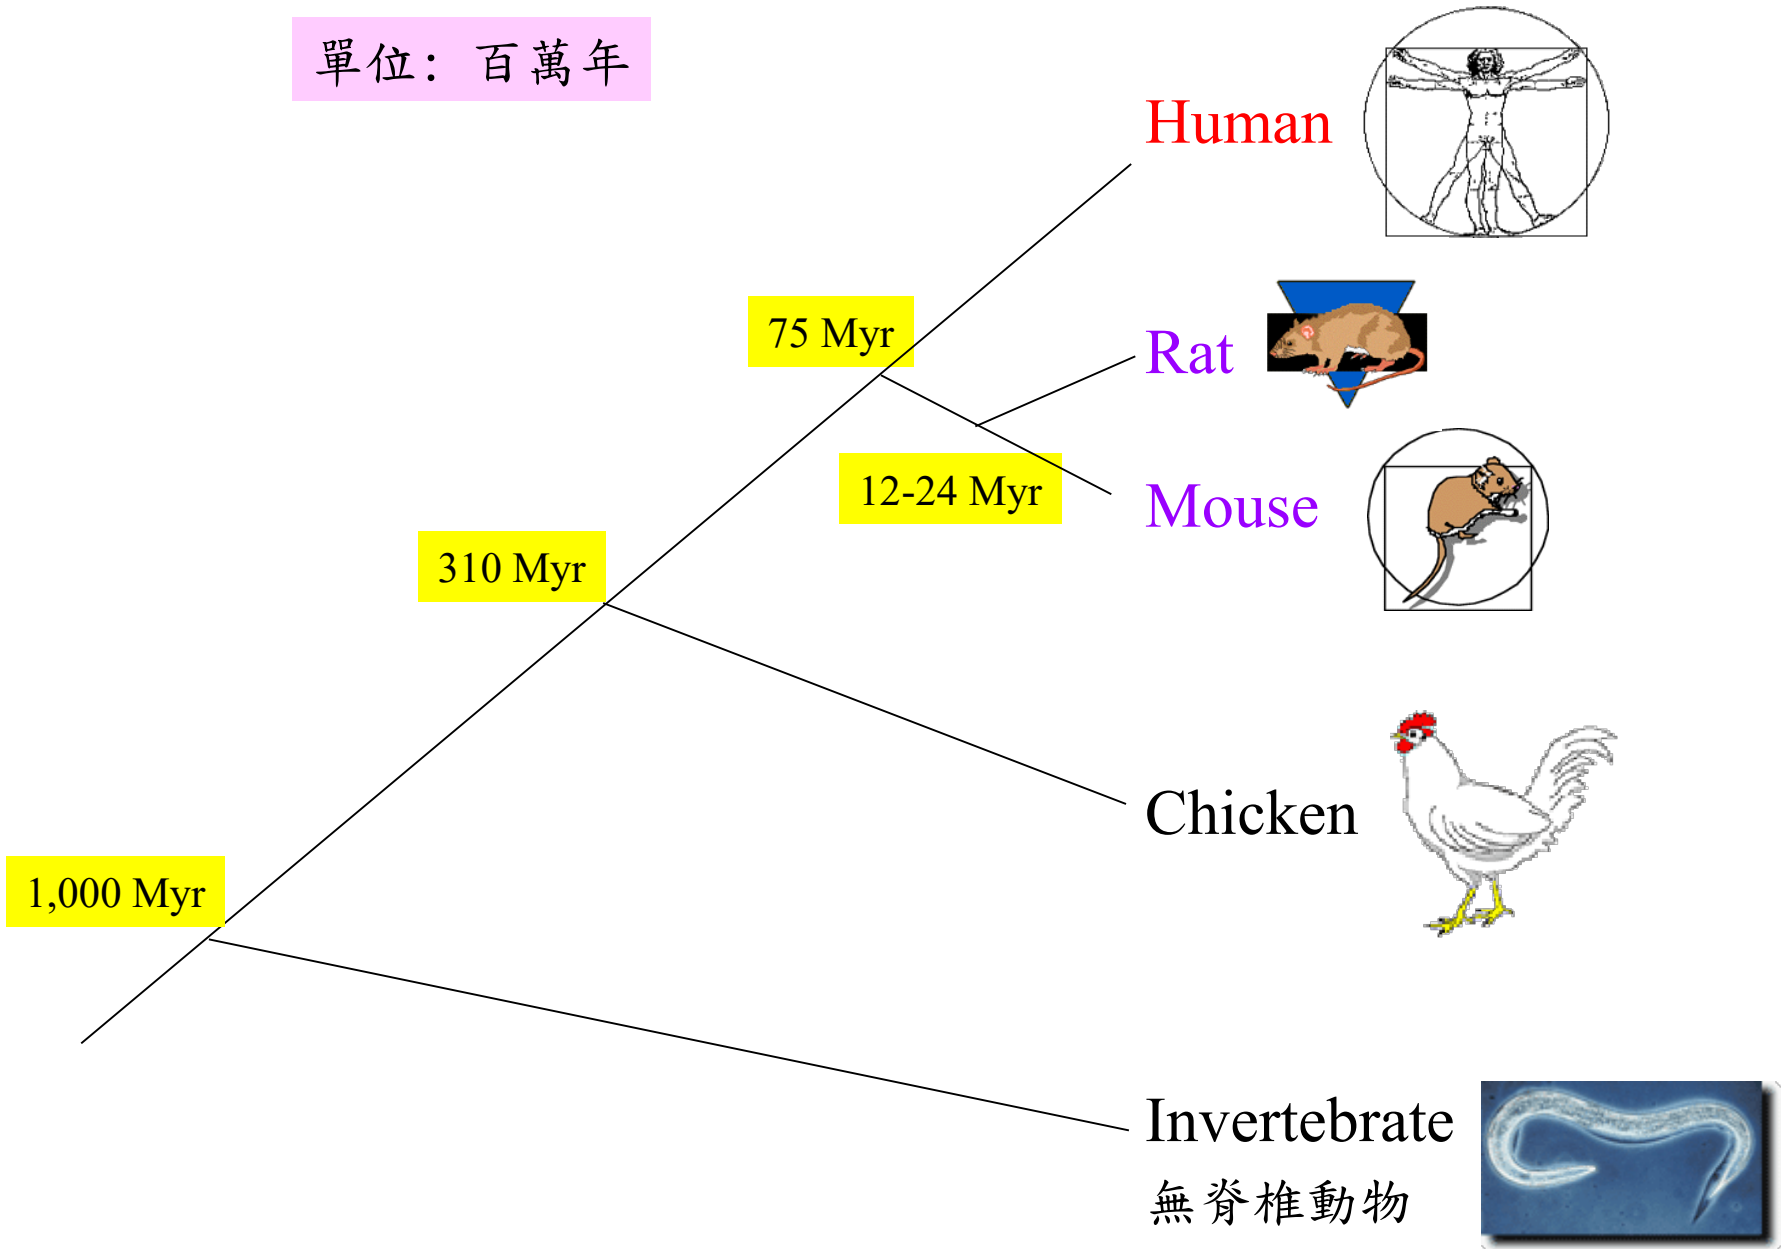 單位：百萬年
Human
75 Myr
Rat
12-24 Myr
Mouse
310 Myr
Chicken
1,000 Myr
Invertebrate
無脊椎動物